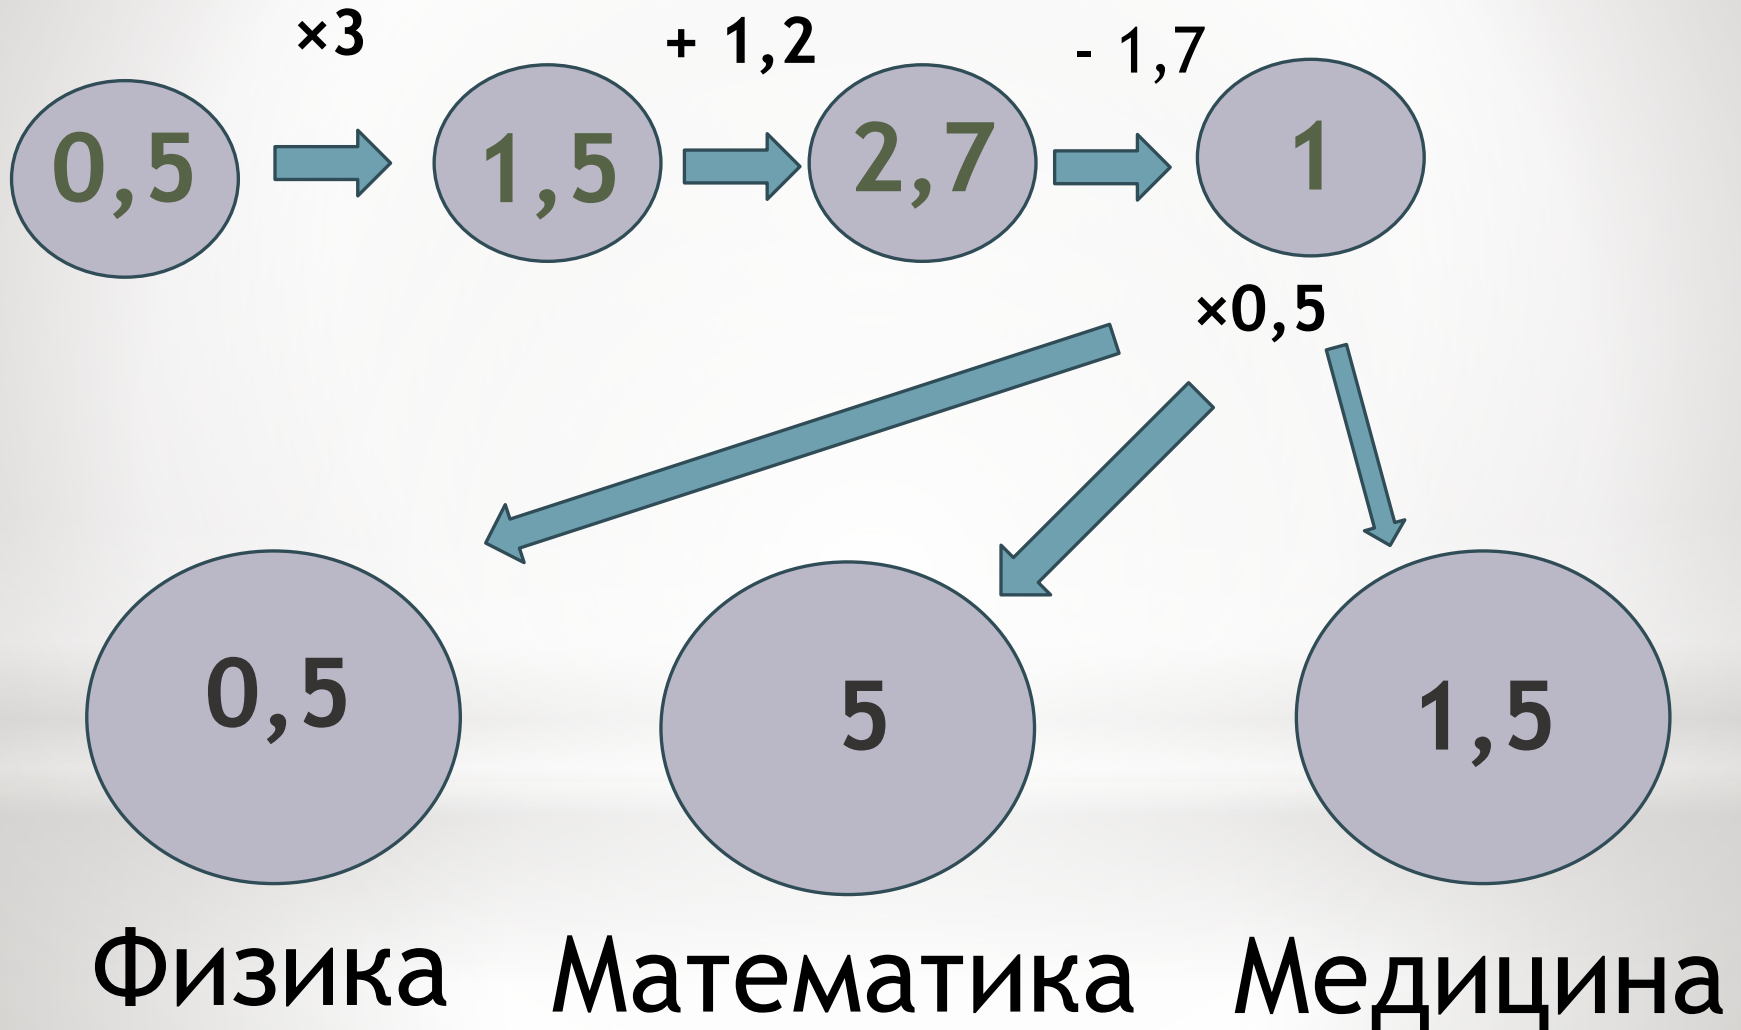 ×3 + 1,2 - 1,7
0,5 1,5 2,7 1
×0,5
0,5 5 1,5
Физика Математика Медицина